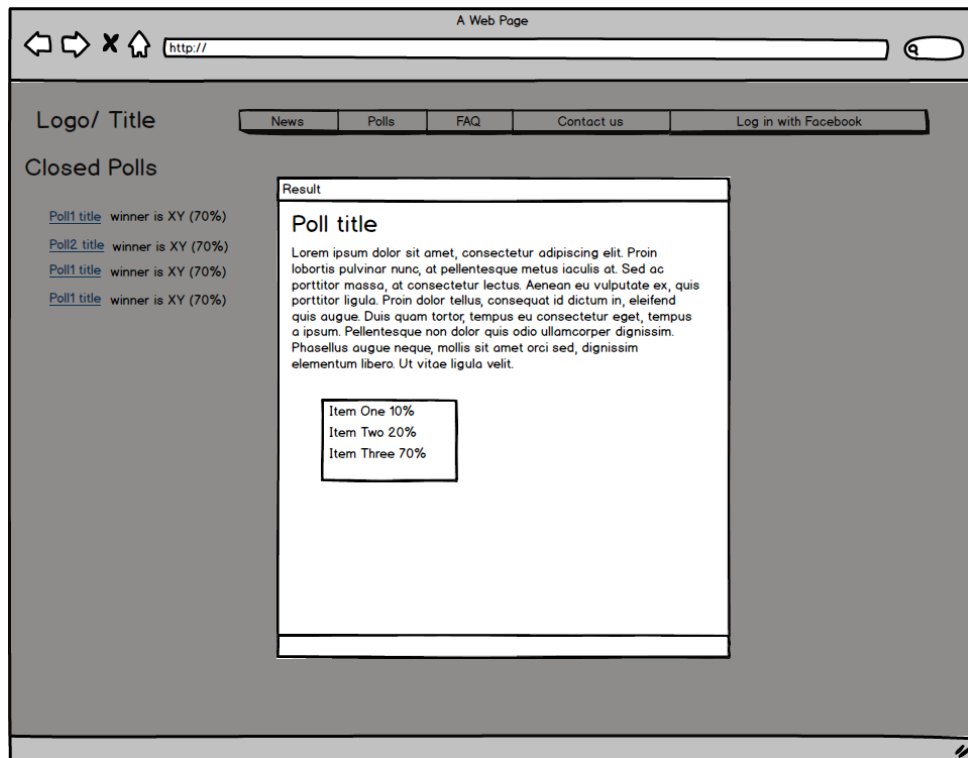 A Web Page
http://
Logo/ Title
News Polls FAQ Contact us Log in with Facebook
Closed Polls
Poll1 title winner is XY (70%)
Poll2 title winner is XY (70%)
Poll1 title winner is XY (70%)
Poll1 title winner is XY (70%)
Result
Poll title
Lorem ipsum dolor sit amet, consectetur adipiscing elit. Proin
lobortis pulvinar nunc, at pellentesque metus iaculis at. Sed ac
porttitor massa, at consectetur lectus. Aenean eu vulputate ex, quis
porttitor ligula. Proin dolor tellus, consequat id dictum in, eleifend
quis augue. Duis quam tortor, tempus eu consectetur eget, tempus
a ipsum. Pellentesque non dolor quis odio ullamcorper dignissim.
Phasellus augue neque, mollis sit amet orci sed, dignissim
elementum libero. Ut vitae ligula velit.
Item One 10%
Item Two 20%
Item Three 70%